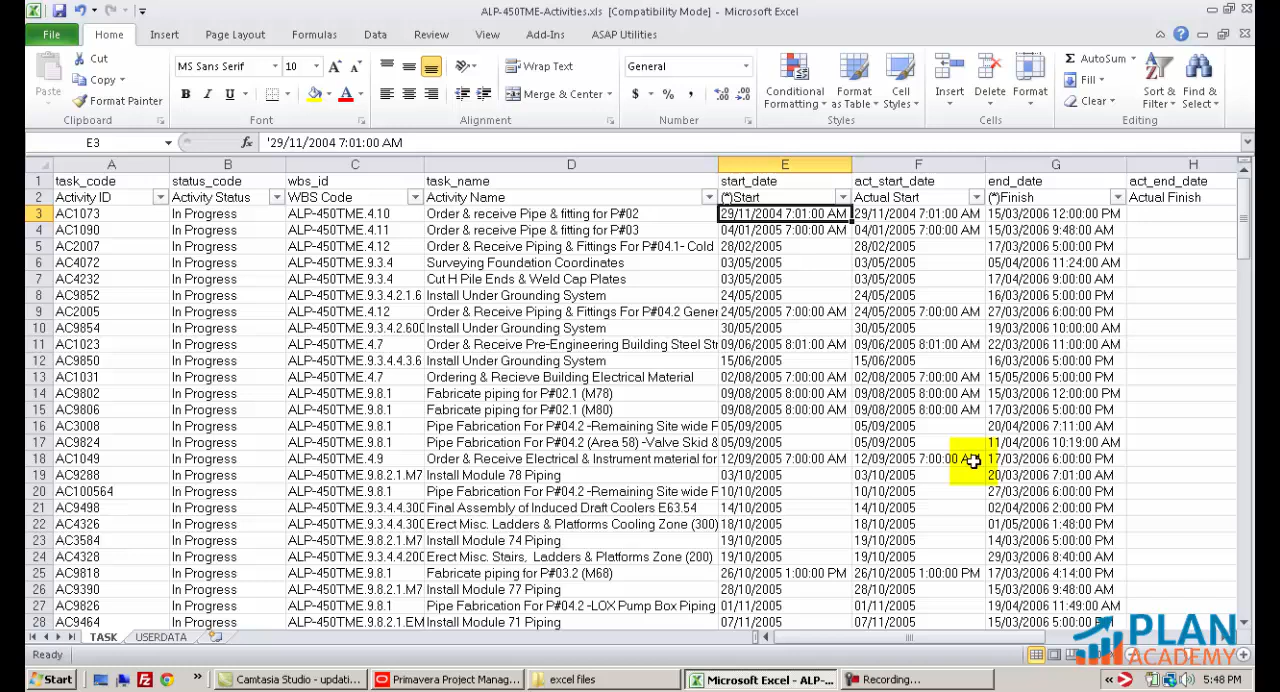 ALP-450TME-Activities.xls [Compatibility Mode] - Microsoft Excel
File Home Insert Page Layout Formulas Data Review View Add-Ins ASAP Utilities
Paste Cut Copy Format Painter Clipboard
MS Sans Serif 10 B I U Font
Wrap Text Merge & Center Alignment
General $ % , Number
Conditional Formatting Format as Table Cell Styles Styles
Insert Delete Format Cells
Σ AutoSum Fill Clear Sort & Filter Find & Select Editing
E3 fx '29/11/2004 7:01:00 AM
A B C D E F G H
1 task_code status_code wbs_id task_name start_date act_start_date end_date act_end_date
2 Activity ID Activity Status WBS Code Activity Name (*)Start Actual Start (*)Finish Actual Finish
3 AC1073 In Progress ALP-450TME.4.10 Order & receive Pipe & fitting for P#02 29/11/2004 7:01:00 AM 29/11/2004 7:01:00 AM 15/03/2006 12:00:00 PM
4 AC1090 In Progress ALP-450TME.4.11 Order & receive Pipe & fitting for P#03 04/01/2005 7:00:00 AM 04/01/2005 7:00:00 AM 15/03/2006 9:48:00 AM
5 AC2007 In Progress ALP-450TME.4.12 Order & Receive Piping & Fittings For P#04.1- Cold 28/02/2005 28/02/2005 17/03/2006 5:00:00 PM
6 AC4072 In Progress ALP-450TME.9.3.4 Surveying Foundation Coordinates 03/05/2005 03/05/2005 05/04/2006 11:24:00 AM
7 AC4232 In Progress ALP-450TME.9.3.4 Cut H Pile Ends & Weld Cap Plates 03/05/2005 03/05/2005 17/04/2006 9:00:00 AM
8 AC9852 In Progress ALP-450TME.9.3.4.2.1.6 Install Under Grounding System 24/05/2005 24/05/2005 16/03/2006 5:00:00 PM
9 AC2005 In Progress ALP-450TME.4.12 Order & Receive Piping & Fittings For P#04.2 Gener 24/05/2005 7:00:00 AM 24/05/2005 7:00:00 AM 27/03/2006 6:00:00 PM
10 AC9854 In Progress ALP-450TME.9.3.4.2.600 Install Under Grounding System 30/05/2005 30/05/2005 19/03/2006 10:00:00 AM
11 AC1023 In Progress ALP-450TME.4.7 Order & Receive Pre-Engineering Building Steel Str 09/06/2005 8:01:00 AM 09/06/2005 8:01:00 AM 22/03/2006 11:00:00 AM
12 AC9850 In Progress ALP-450TME.9.3.4.4.3.6 Install Under Grounding System 15/06/2005 15/06/2005 16/03/2006 5:00:00 PM
13 AC1031 In Progress ALP-450TME.4.7 Ordering & Recieve Building Electrical Material 02/08/2005 7:00:00 AM 02/08/2005 7:00:00 AM 15/05/2006 5:00:00 PM
14 AC9802 In Progress ALP-450TME.9.8.1 Fabricate piping for P#02.1 (M78) 09/08/2005 8:00:00 AM 09/08/2005 8:00:00 AM 15/03/2006 12:00:00 PM
15 AC9806 In Progress ALP-450TME.9.8.1 Fabricate piping for P#02.1 (M80) 09/08/2005 8:00:00 AM 09/08/2005 8:00:00 AM 17/03/2006 5:00:00 PM
16 AC3008 In Progress ALP-450TME.9.8.1 Pipe Fabrication For P#04.2 -Remaining Site wide F 05/09/2005 05/09/2005 20/04/2006 7:11:00 AM
17 AC9824 In Progress ALP-450TME.9.8.1 Pipe Fabrication For P#04.2 (Area 58) -Valve Skid & 05/09/2005 05/09/2005 11/04/2006 10:19:00 AM
18 AC1049 In Progress ALP-450TME.4.9 Order & Receive Electrical & Instrument material for 12/09/2005 7:00:00 AM 12/09/2005 7:00:00 AM 17/03/2006 6:00:00 PM
19 AC9288 In Progress ALP-450TME.9.8.2.1.M7 Install Module 78 Piping 03/10/2005 03/10/2005 20/03/2006 7:01:00 AM
20 AC100564 In Progress ALP-450TME.9.8.1 Pipe Fabrication For P#04.2 -Remaining Site wide F 10/10/2005 10/10/2005 27/03/2006 6:00:00 PM
21 AC9498 In Progress ALP-450TME.9.3.4.4.300 Final Assembly of Induced Draft Coolers E63.54 14/10/2005 14/10/2005 02/04/2006 2:00:00 PM
22 AC4326 In Progress ALP-450TME.9.3.4.4.300 Erect Misc. Ladders & Platforms Cooling Zone (300) 18/10/2005 18/10/2005 01/05/2006 1:48:00 PM
23 AC3584 In Progress ALP-450TME.9.8.2.1.M7 Install Module 74 Piping 19/10/2005 19/10/2005 14/03/2006 5:00:00 PM
24 AC4328 In Progress ALP-450TME.9.3.4.4.200 Erect Misc. Stairs, Ladders & Platforms Zone (200) 21/10/2005 21/10/2005 29/03/2006 8:40:00 AM
25 AC9818 In Progress ALP-450TME.9.8.1 Fabricate piping for P#03.2 (M68) 26/10/2005 1:00:00 PM 26/10/2005 1:00:00 PM 17/03/2006 4:14:00 PM
26 AC9390 In Progress ALP-450TME.9.8.2.1.M7 Install Module 77 Piping 28/10/2005 28/10/2005 15/03/2006 9:48:00 AM
27 AC9826 In Progress ALP-450TME.9.8.1 Pipe Fabrication For P#04.2 -LOX Pump Box Piping 01/11/2005 01/11/2005 19/04/2006 11:49:00 AM
28 AC9464 In Progress ALP-450TME.9.8.2.1.EM Install Module 71 Piping 07/11/2005 07/11/2005 15/03/2006 5:00:00 PM
TASK USERDATA
Ready
PLAN
ACADEMY
Start Camtasia Studio - updati... Primavera Project Manag... excel files Microsoft Excel - ALP-... Recording... 5:48 PM